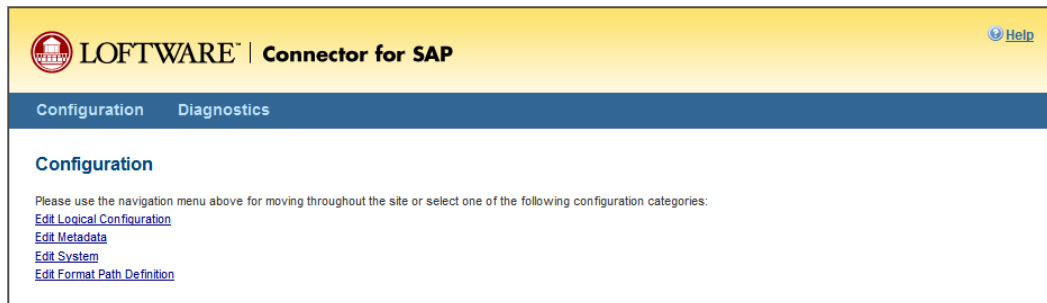 Help
LOFTWARE™ | Connector for SAP
Configuration Diagnostics
Configuration
Please use the navigation menu above for moving throughout the site or select one of the following configuration categories:
Edit Logical Configuration
Edit Metadata
Edit System
Edit Format Path Definition